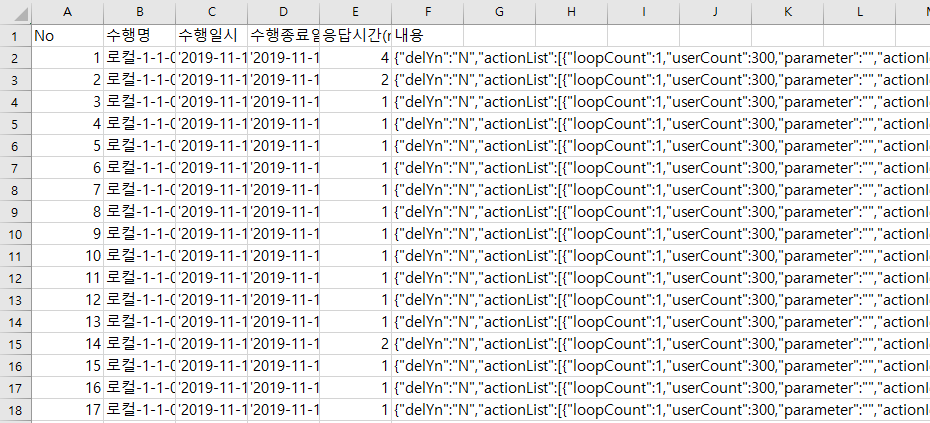 A B C D E F G H I J K L
1 No 수행명 수행일시 수행종료일 응답시간(r 내용
2 1 로컬-1-1-0 '2019-11-1 '2019-11-1 4 {"delYn":"N","actionList":[{"loopCount":1,"userCount":300,"parameter":"","actionI
3 2 로컬-1-1-0 '2019-11-1 '2019-11-1 2 {"delYn":"N","actionList":[{"loopCount":1,"userCount":300,"parameter":"","actionI
4 3 로컬-1-1-0 '2019-11-1 '2019-11-1 1 {"delYn":"N","actionList":[{"loopCount":1,"userCount":300,"parameter":"","actionI
5 4 로컬-1-1-0 '2019-11-1 '2019-11-1 1 {"delYn":"N","actionList":[{"loopCount":1,"userCount":300,"parameter":"","actionI
6 5 로컬-1-1-0 '2019-11-1 '2019-11-1 1 {"delYn":"N","actionList":[{"loopCount":1,"userCount":300,"parameter":"","actionI
7 6 로컬-1-1-0 '2019-11-1 '2019-11-1 1 {"delYn":"N","actionList":[{"loopCount":1,"userCount":300,"parameter":"","actionI
8 7 로컬-1-1-0 '2019-11-1 '2019-11-1 1 {"delYn":"N","actionList":[{"loopCount":1,"userCount":300,"parameter":"","actionI
9 8 로컬-1-1-0 '2019-11-1 '2019-11-1 1 {"delYn":"N","actionList":[{"loopCount":1,"userCount":300,"parameter":"","actionI
10 9 로컬-1-1-0 '2019-11-1 '2019-11-1 1 {"delYn":"N","actionList":[{"loopCount":1,"userCount":300,"parameter":"","actionI
11 10 로컬-1-1-0 '2019-11-1 '2019-11-1 1 {"delYn":"N","actionList":[{"loopCount":1,"userCount":300,"parameter":"","actionI
12 11 로컬-1-1-0 '2019-11-1 '2019-11-1 1 {"delYn":"N","actionList":[{"loopCount":1,"userCount":300,"parameter":"","actionI
13 12 로컬-1-1-0 '2019-11-1 '2019-11-1 1 {"delYn":"N","actionList":[{"loopCount":1,"userCount":300,"parameter":"","actionI
14 13 로컬-1-1-0 '2019-11-1 '2019-11-1 1 {"delYn":"N","actionList":[{"loopCount":1,"userCount":300,"parameter":"","actionI
15 14 로컬-1-1-0 '2019-11-1 '2019-11-1 2 {"delYn":"N","actionList":[{"loopCount":1,"userCount":300,"parameter":"","actionI
16 15 로컬-1-1-0 '2019-11-1 '2019-11-1 1 {"delYn":"N","actionList":[{"loopCount":1,"userCount":300,"parameter":"","actionI
17 16 로컬-1-1-0 '2019-11-1 '2019-11-1 1 {"delYn":"N","actionList":[{"loopCount":1,"userCount":300,"parameter":"","actionI
18 17 로컬-1-1-0 '2019-11-1 '2019-11-1 1 {"delYn":"N","actionList":[{"loopCount":1,"userCount":300,"parameter":"","actionI